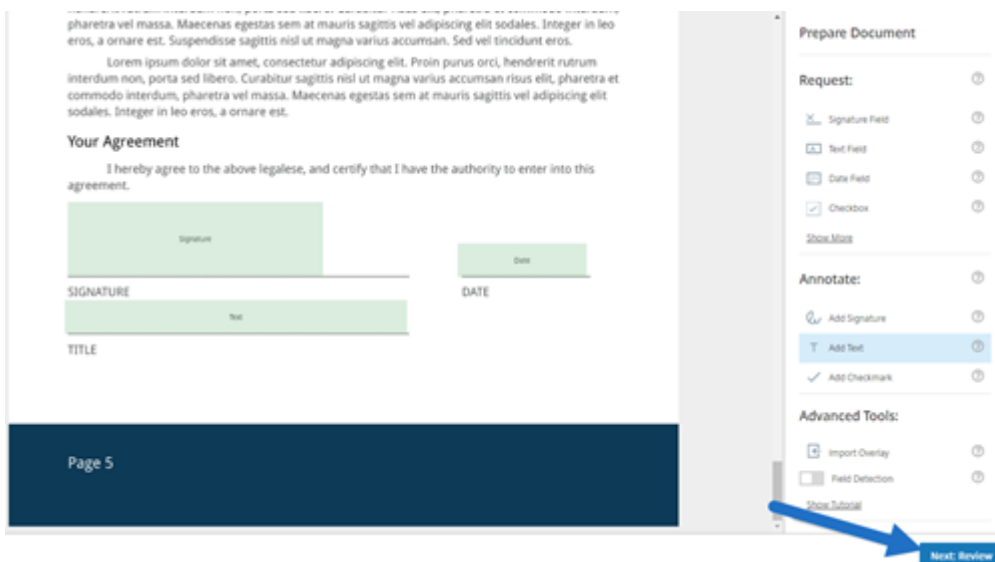 pharetra vel massa. Maecenas egestas sem at mauris sagittis vel adipiscing elit sodales. Integer in leo
eros, a ornare est. Suspendisse sagittis nisl ut magna varius accumsan. Sed vel tincidunt eros.
Lorem ipsum dolor sit amet, consectetur adipiscing elit. Proin purus orci, hendrerit rutrum
interdum non, porta sed libero. Curabitur sagittis nisl ut magna varius accumsan risus elit, pharetra et
commodo interdum, pharetra vel massa. Maecenas egestas sem at mauris sagittis vel adipiscing elit
sodales. Integer in leo eros, a ornare est.
Your Agreement
I hereby agree to the above legalese, and certify that I have the authority to enter into this
agreement.
Signature
Date
SIGNATURE
DATE
Text
TITLE
Page 5
Prepare Document
Request:
Signature Field
Text Field
Date Field
Checkbox
Show More
Annotate:
Add Signature
T Add Text
Add Checkmark
Advanced Tools:
Import Overlay
Field Detection
Show Tutorial
Next: Review